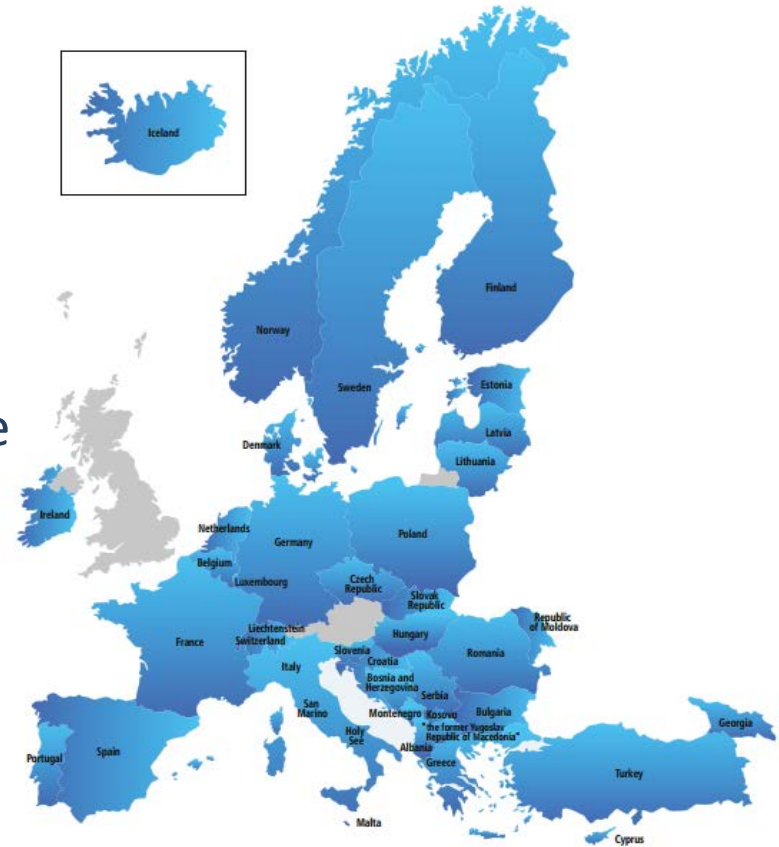 Iceland
Finland
Norway
Sweden
Estonia
Latvia
Lithuania
Denmark
Ireland
Netherlands
Germany
Poland
Belgium
Luxembourg
Czech
Republic
Slovak
Republic
France
Liechtenstein
Switzerland
Hungary
Republic
of Moldova
Slovenia
Croatia
Romania
Italy
Bosnia and
Herzegovina
Serbia
San
Marino
Montenegro
Kosovo
Bulgaria
"the former Yugoslav
Republic of Macedonia"
Holy
See
Albania
Greece
Portugal
Spain
Georgia
Turkey
Malta
Cyprus
e